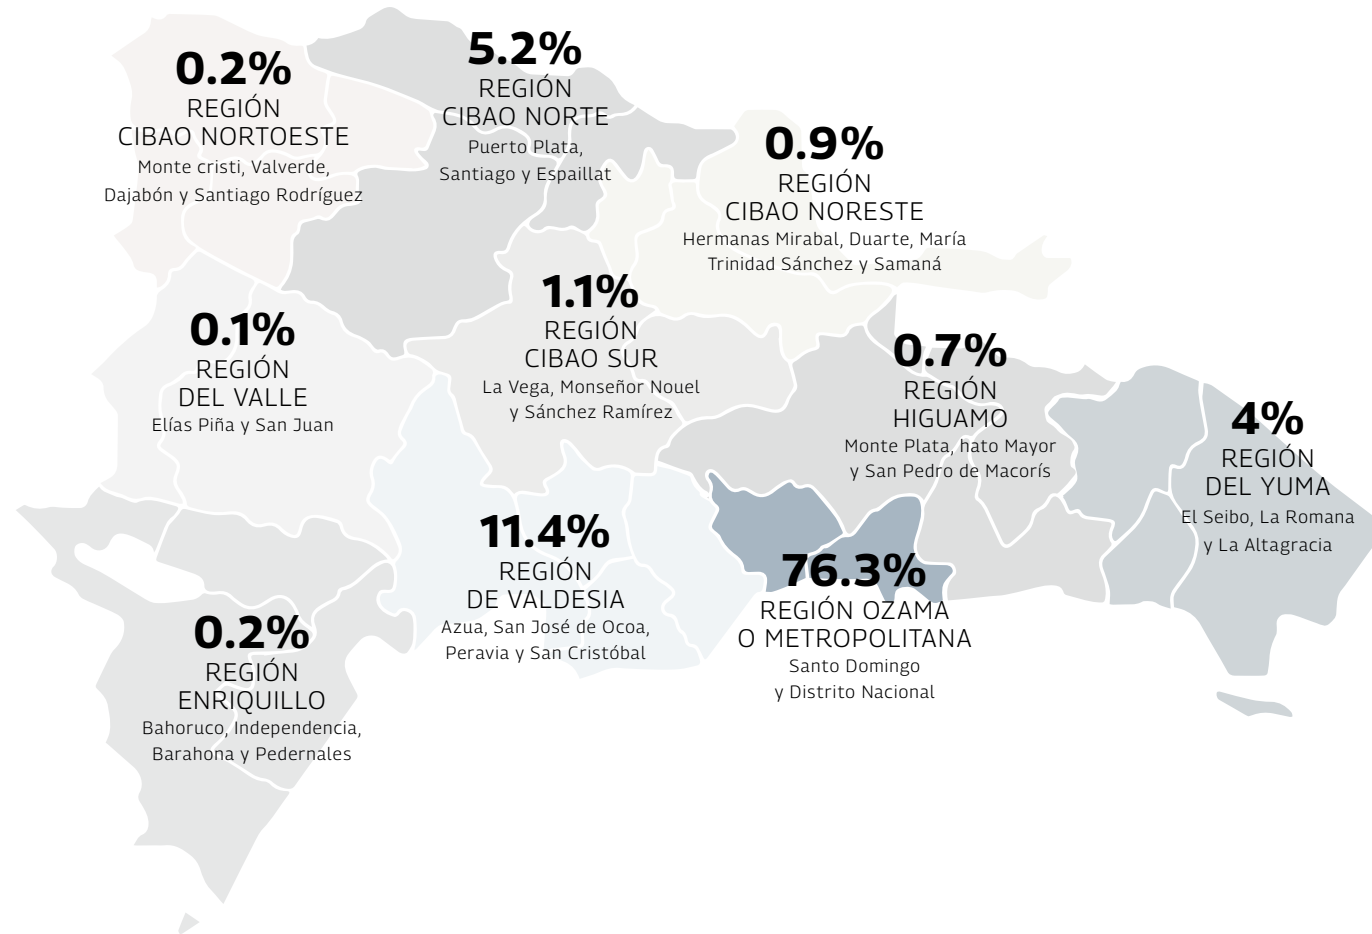 0.2%
REGIÓN
CIBAO NORTOESTE
Monte cristi, Valverde,
Dajabón y Santiago Rodríguez
5.2%
REGIÓN
CIBAO NORTE
Puerto Plata,
Santiago y Espaillat
0.9%
REGIÓN
CIBAO NORESTE
Hermanas Mirabal, Duarte, María
Trinidad Sánchez y Samaná
0.1%
REGIÓN
DEL VALLE
Elías Piña y San Juan
1.1%
REGIÓN
CIBAO SUR
La Vega, Monseñor Nouel
y Sánchez Ramírez
0.7%
REGIÓN
HIGUAMO
Monte Plata, hato Mayor
y San Pedro de Macorís
4%
REGIÓN
DEL YUMA
El Seibo, La Romana
y La Altagracia
11.4%
REGIÓN
DE VALDESIA
Azua, San José de Ocoa,
Peravia y San Cristóbal
76.3%
REGIÓN OZAMA
O METROPOLITANA
Santo Domingo
y Distrito Nacional
0.2%
REGIÓN
ENRIQUILLO
Bahoruco, Independencia,
Barahona y Pedernales